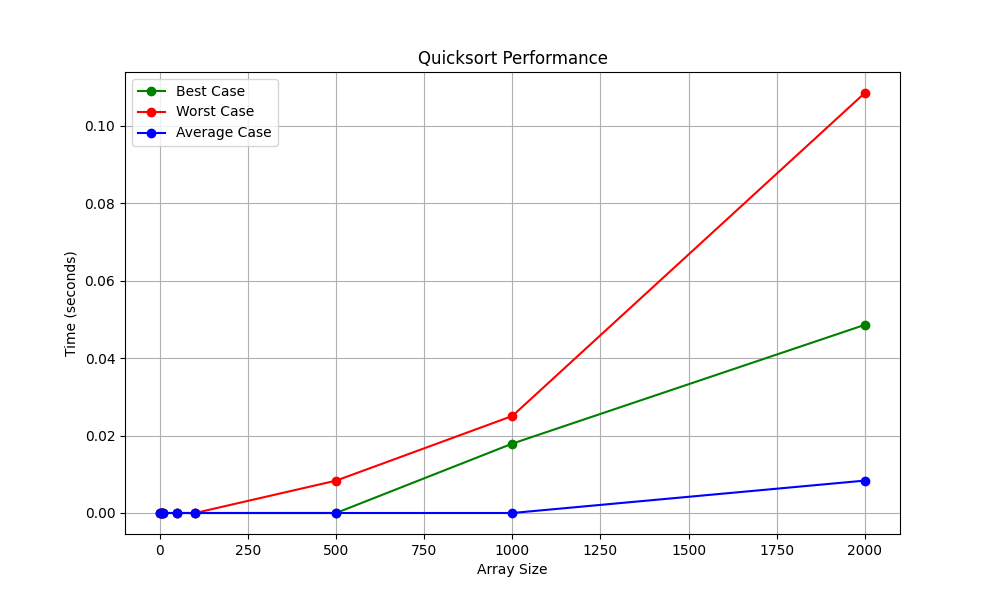 Quicksort Performance
Best Case
Worst Case
Average Case
Time (seconds)
0.10
0.08
0.06
0.04
0.02
0.00
0 250 500 750 1000 1250 1500 1750 2000
Array Size